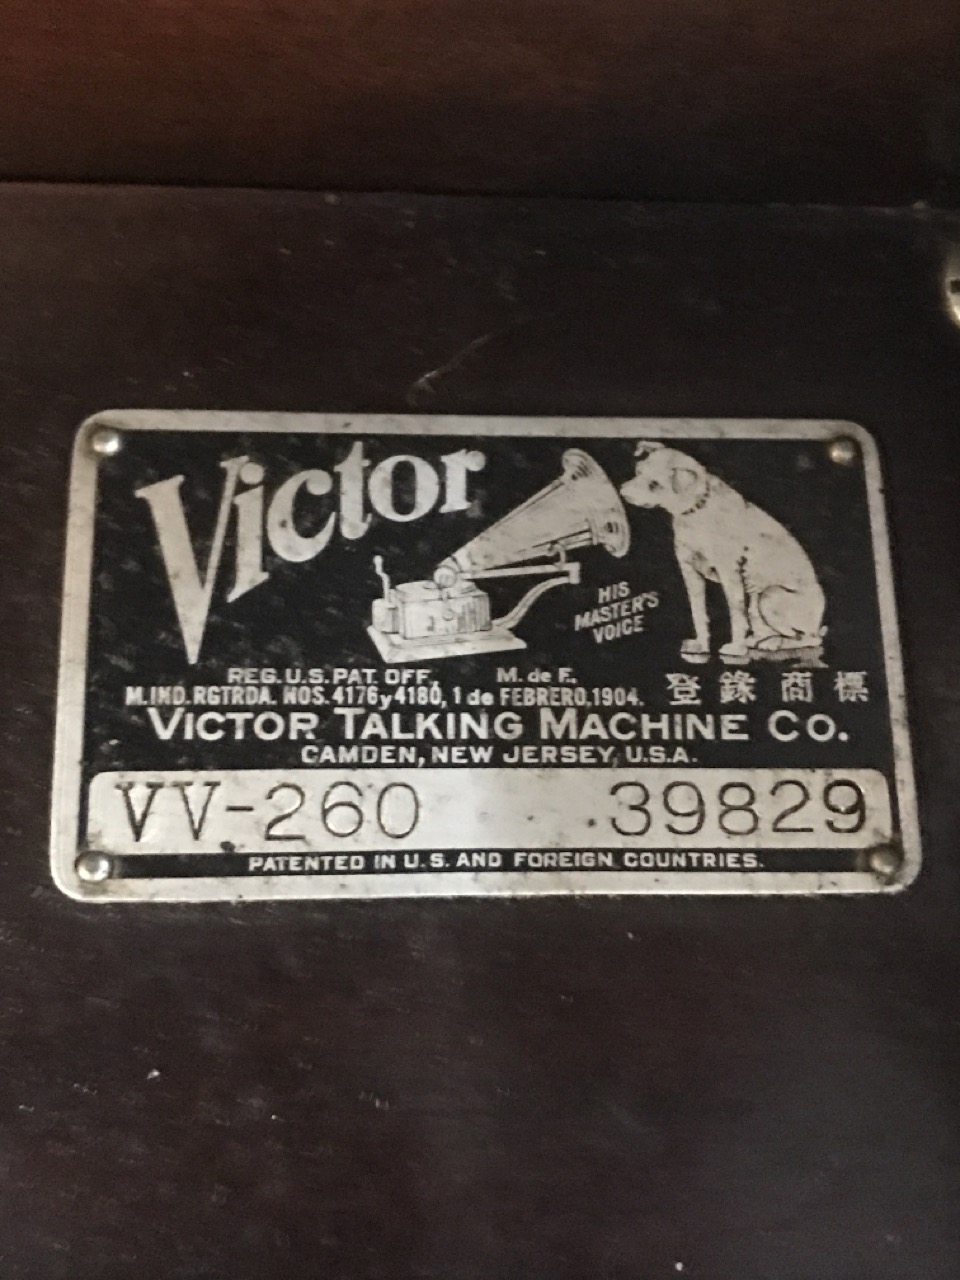 Victor
HIS
MASTER'S
VOICE
REG. U.S. PAT. OFF. M. de F.
M. IND. RGTRDA. NOS. 4176 y 4180, 1 de FEBRERO, 1904. 登錄商標
VICTOR TALKING MACHINE CO.
CAMDEN, NEW JERSEY, U.S.A.
VV-260 39829
PATENTED IN U.S. AND FOREIGN COUNTRIES.